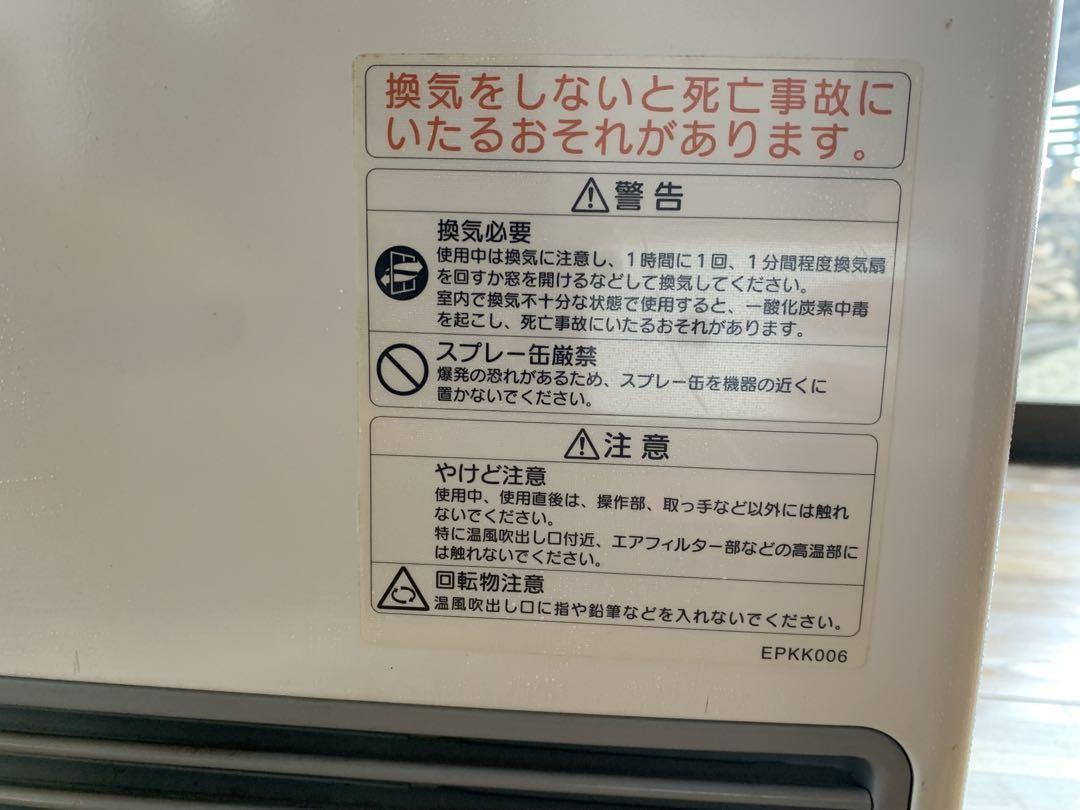 換気をしないと死亡事故に
いたるおそれがあります。
警告
換気必要
使用中は換気に注意し、1時間に1回、1分間程度換気扇
を回すか窓を開けるなどして換気してください。
室内で換気不十分な状態で使用すると、一酸化炭素中毒
を起こし、死亡事故にいたるおそれがあります。
スプレー缶厳禁
爆発の恐れがあるため、スプレー缶を機器の近くに
置かないでください。
注意
やけど注意
使用中、使用直後は、操作部、取っ手など以外には触れ
ないでください。
特に温風吹出し口付近、エアフィルター部などの高温部に
は触れないでください。
回転物注意
温風吹出し口に指や鉛筆などを入れないでください。
EPKK006